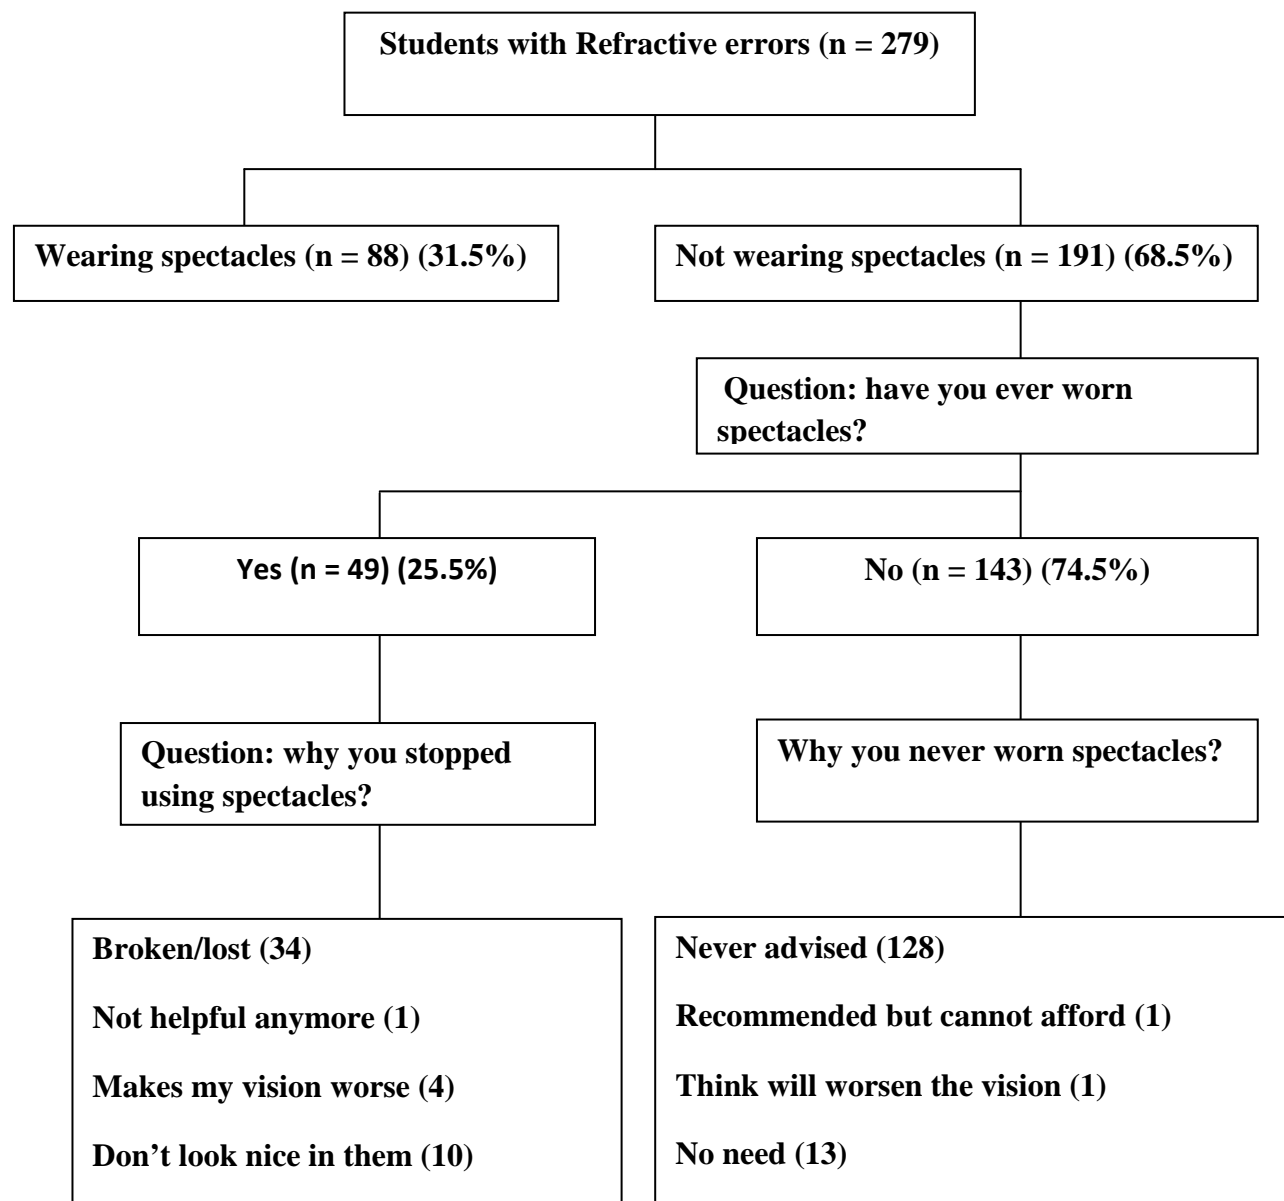 Students with Refractive errors (n = 279)
Wearing spectacles (n = 88) (31.5%)
Not wearing spectacles (n = 191) (68.5%)
Question: have you ever worn
spectacles?
Yes (n = 49) (25.5%)
No (n = 143) (74.5%)
Question: why you stopped
using spectacles?
Why you never worn spectacles?
Broken/lost (34)
Not helpful anymore (1)
Makes my vision worse (4)
Don’t look nice in them (10)
Never advised (128)
Recommended but cannot afford (1)
Think will worsen the vision (1)
No need (13)